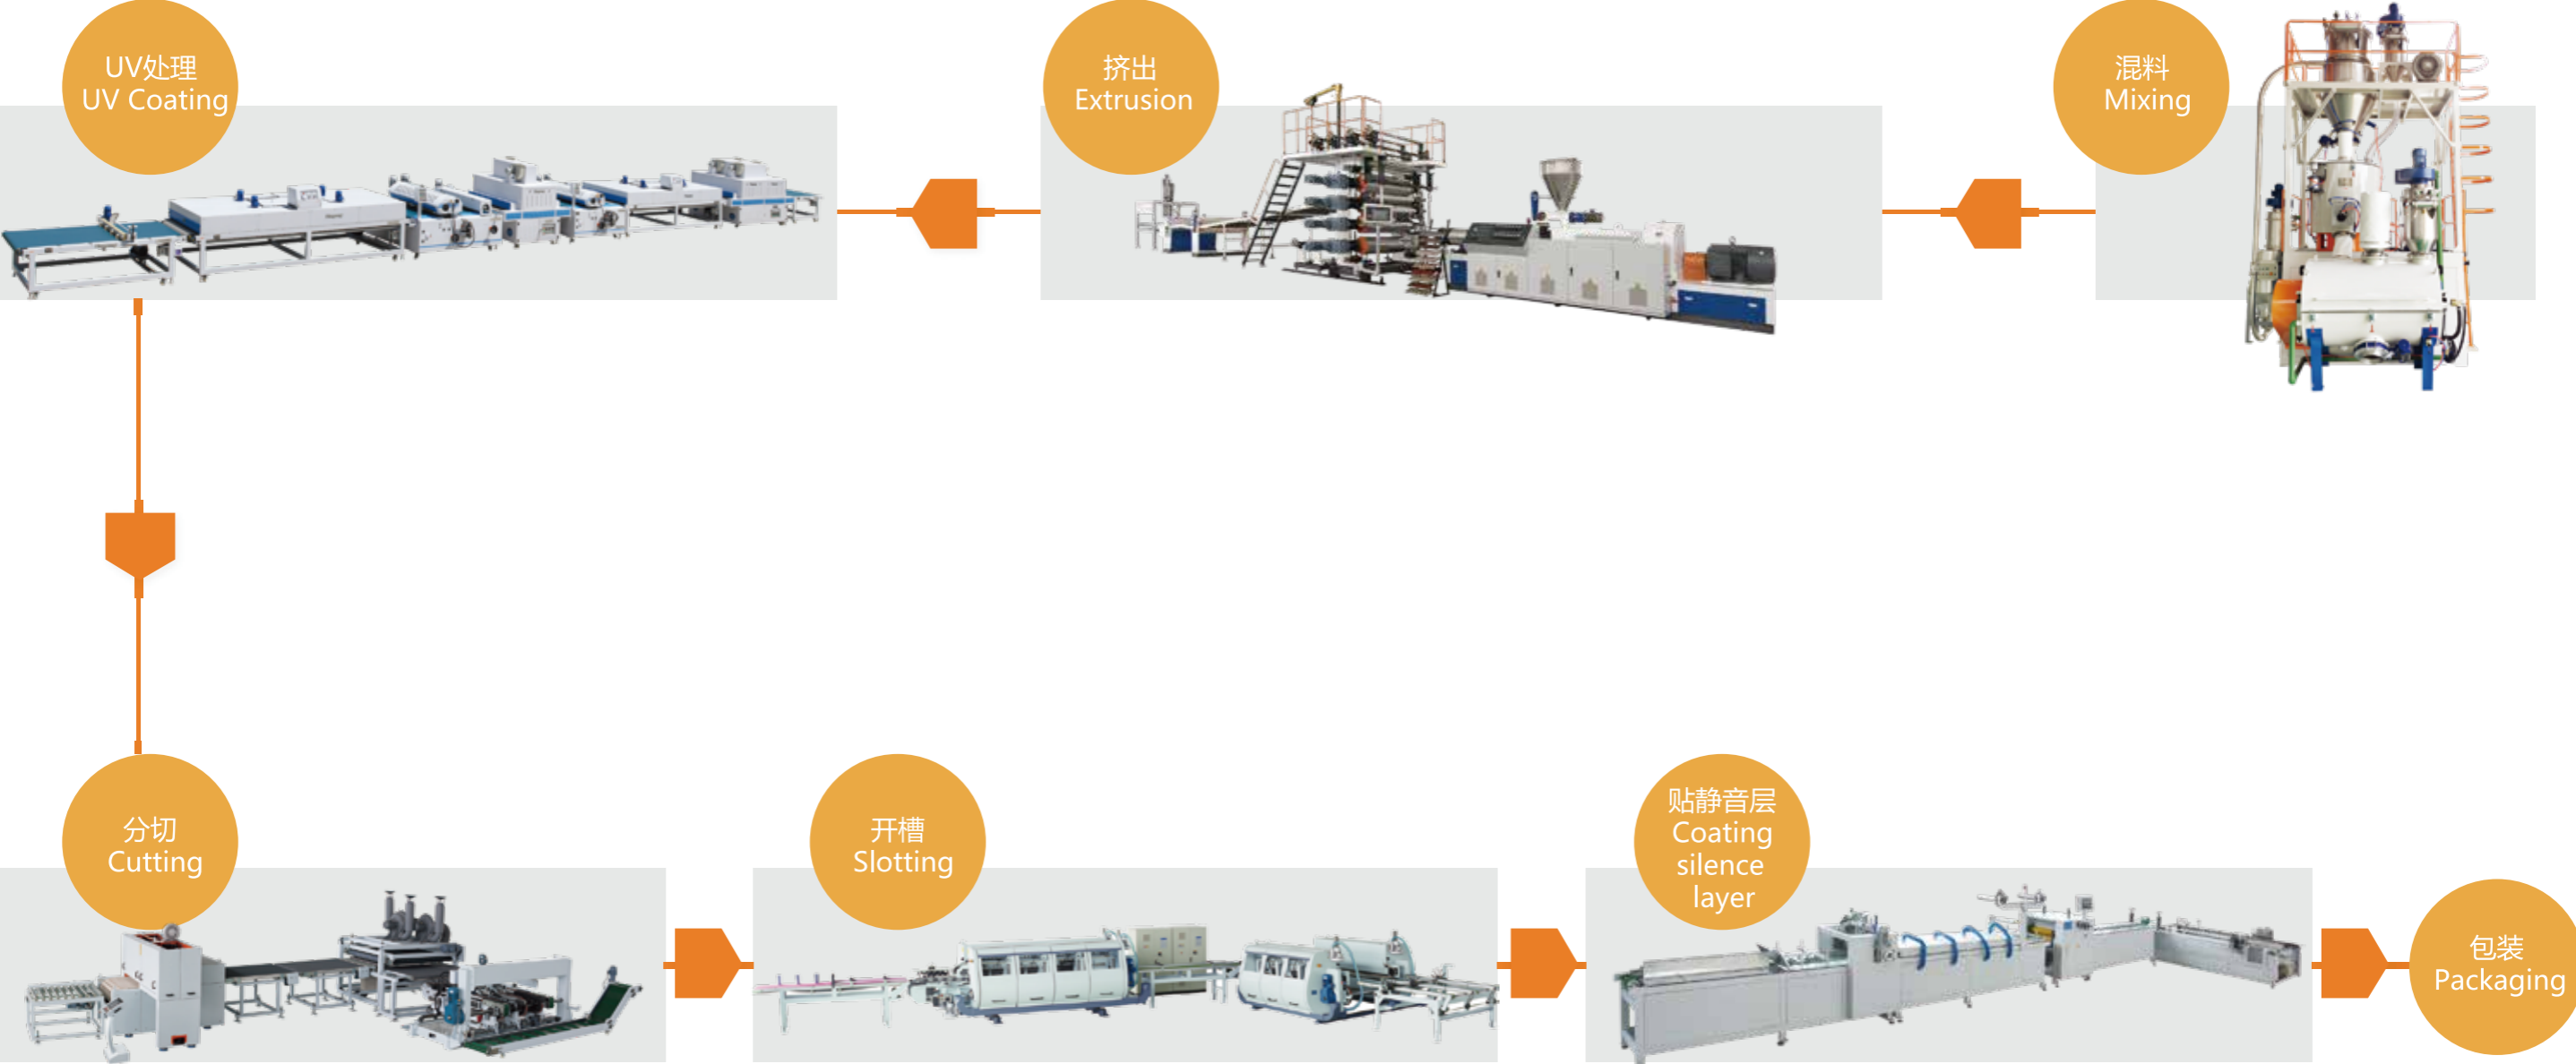 UV处理
UV Coating
挤出
Extrusion
混料
Mixing
分切
Cutting
开槽
Slotting
贴静音层
Coating
silence
layer
包装
Packaging